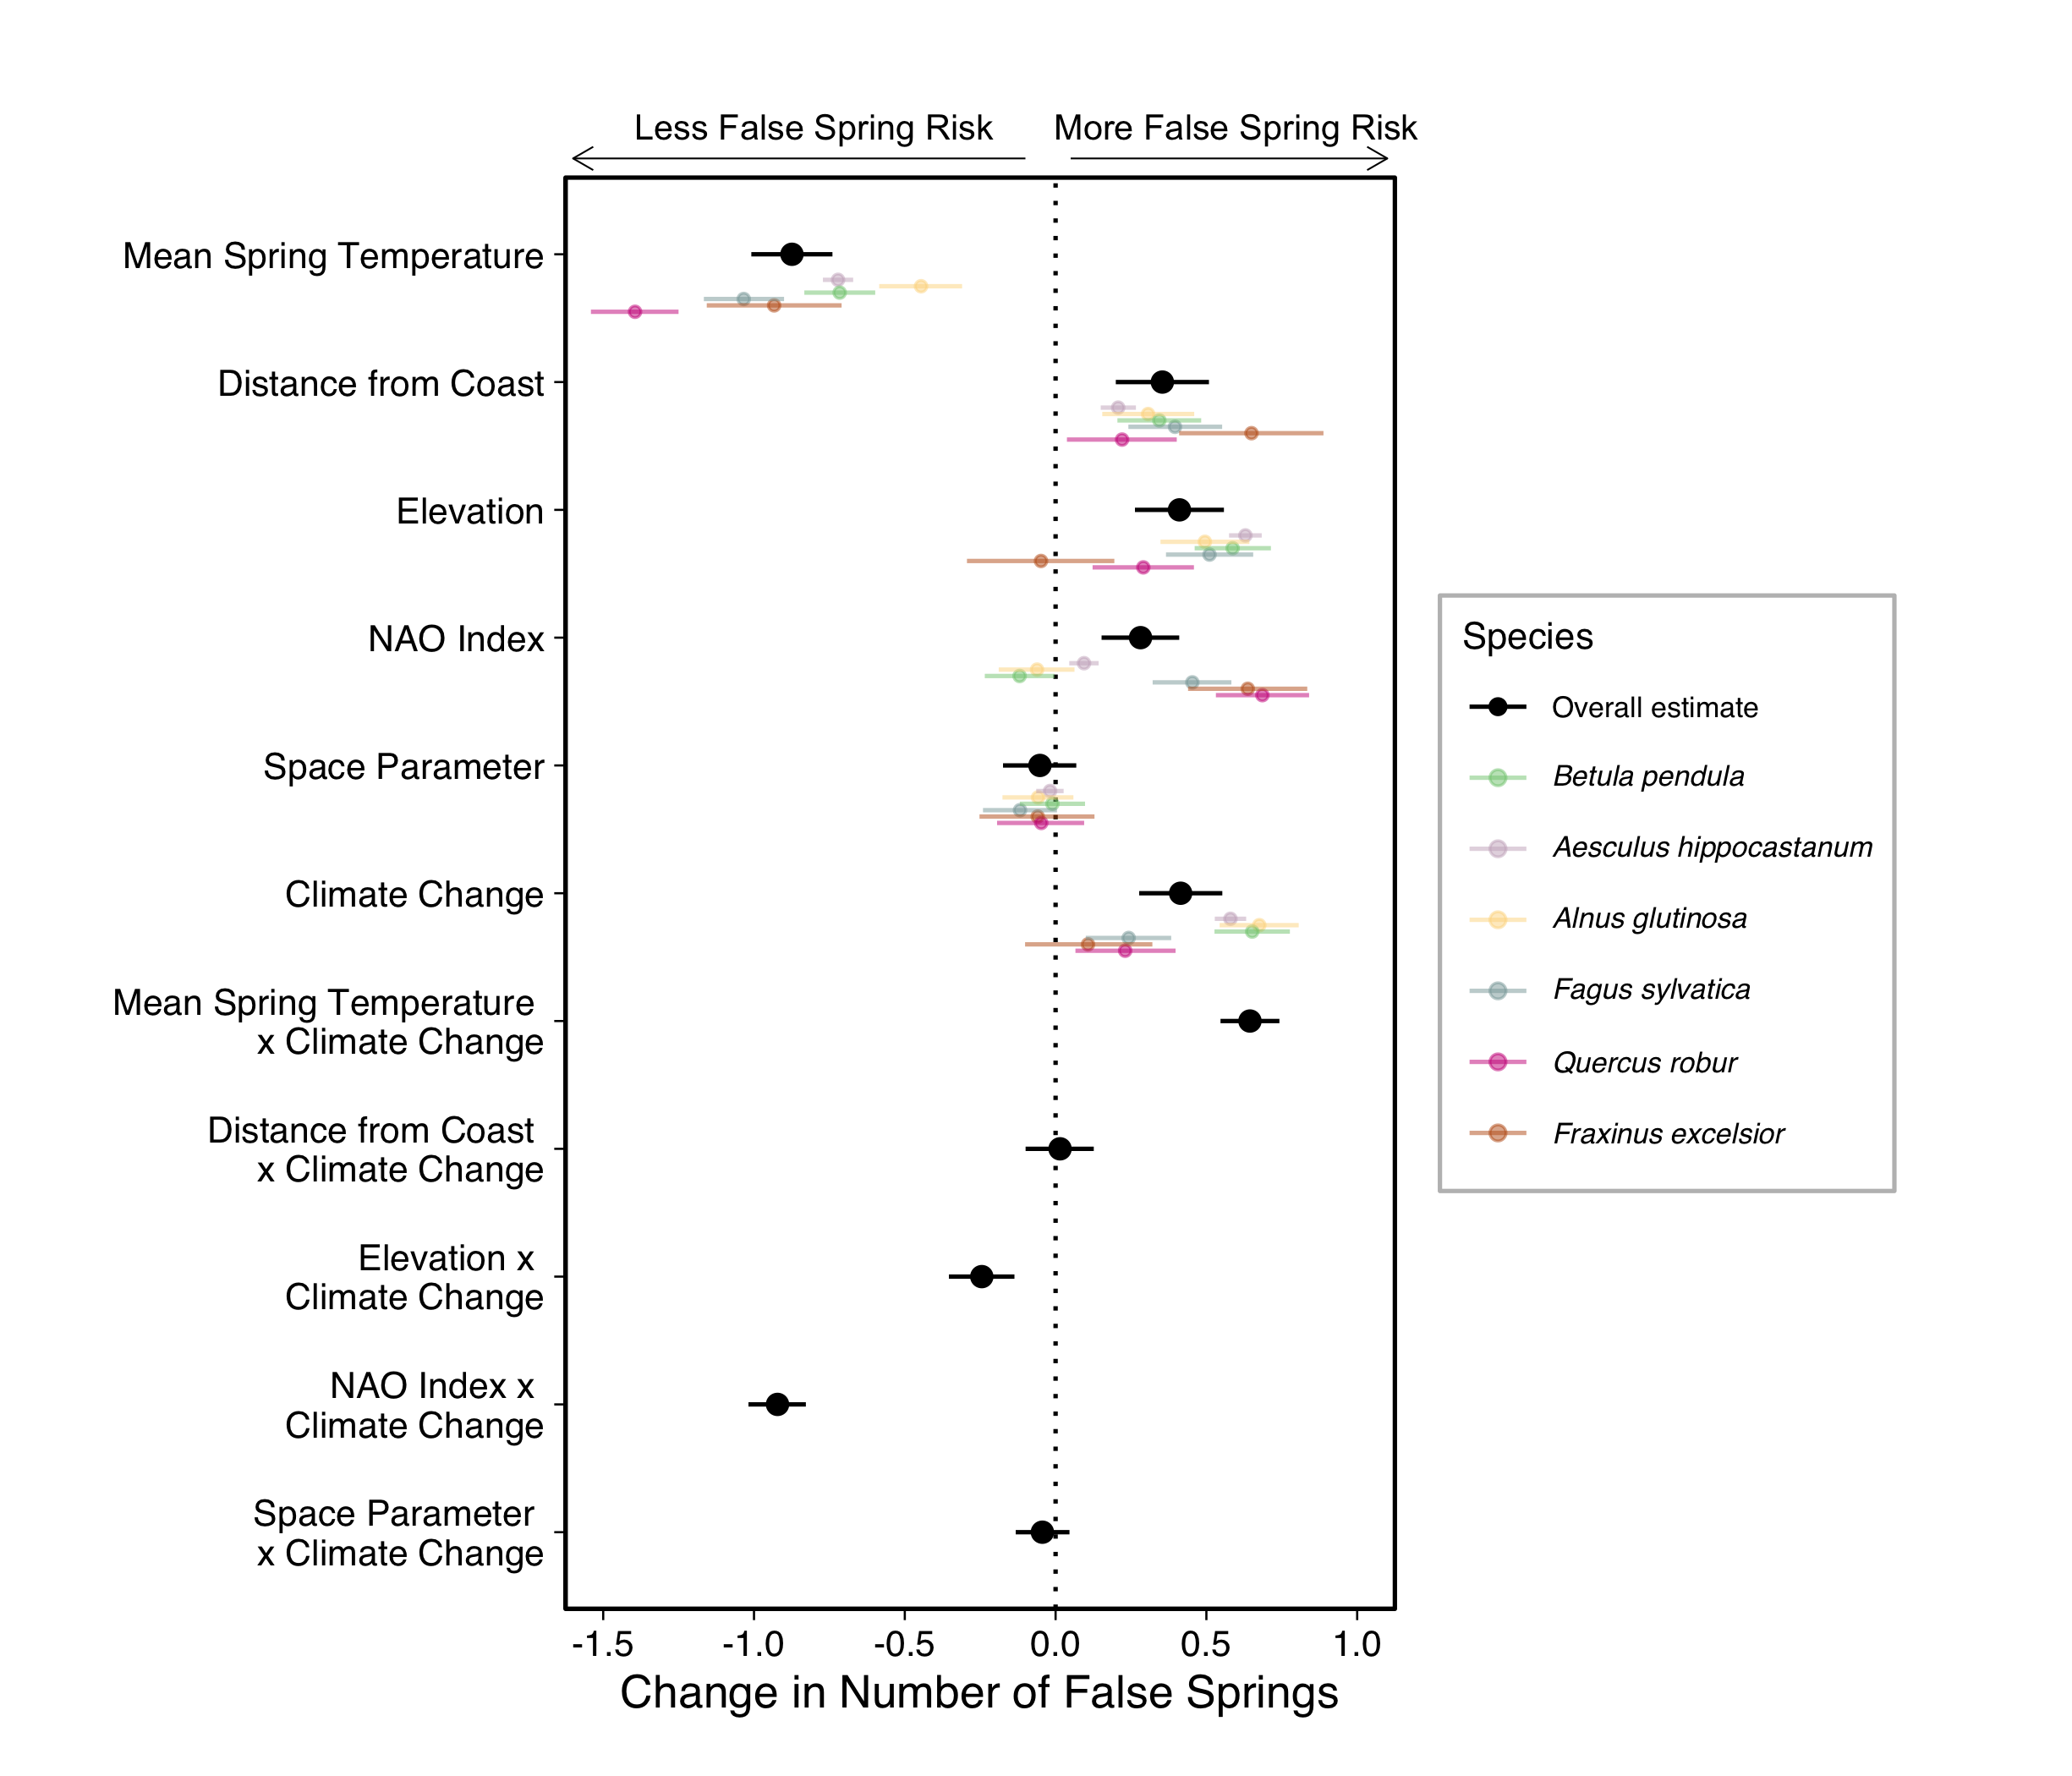 Less False Spring Risk
More False Spring Risk
Mean Spring Temperature
Distance from Coast
Elevation
NAO Index
Space Parameter
Climate Change
Mean Spring Temperature
x Climate Change
Distance from Coast
x Climate Change
Elevation x
Climate Change
NAO Index x
Climate Change
Space Parameter
x Climate Change
-1.5
-1.0
-0.5
0.0
0.5
1.0
Change in Number of False Springs
Species
Overall estimate
Betula pendula
Aesculus hippocastanum
Alnus glutinosa
Fagus sylvatica
Quercus robur
Fraxinus excelsior